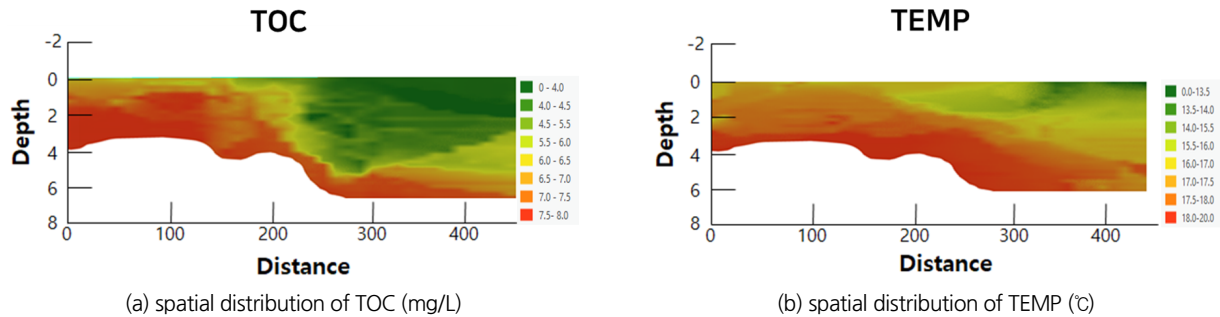 TOC
-2
0
2
4
6
8
Depth
0
100
200
300
400
Distance
0 - 4.0
4.0 - 4.5
4.5 - 5.5
5.5 - 6.0
6.0 - 6.5
6.5 - 7.0
7.0 - 7.5
7.5- 8.0
(a) spatial distribution of TOC (mg/L)
TEMP
-2
0
2
4
6
8
Depth
0
100
200
300
400
Distance
0.0-13.5
13.5-14.0
14.0-15.5
15.5-16.0
16.0-17.0
17.0-17.5
17.5-18.0
18.0-20.0
(b) spatial distribution of TEMP (℃)